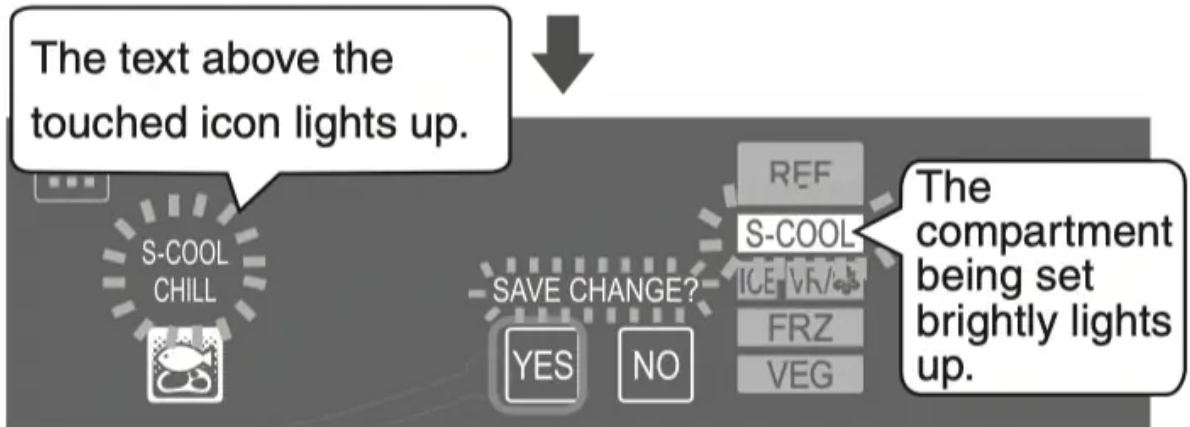 The text above the
touched icon lights up.
S-COOL
CHILL
SAVE CHANGE?
YES
NO
REF
S-COOL
ICE
VR/
FRZ
VEG
The
compartment
being set
brightly lights
up.